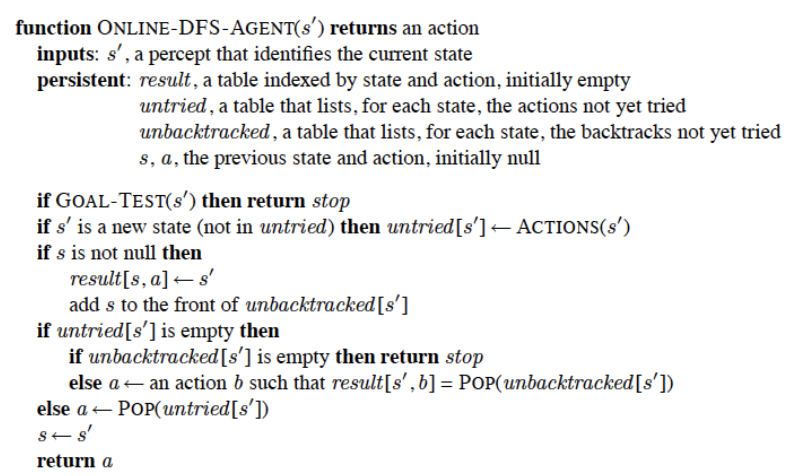 function ONLINE-DFS-AGENT(s′) returns an action
inputs: s′, a percept that identifies the current state
persistent: result, a table indexed by state and action, initially empty
untried, a table that lists, for each state, the actions not yet tried
unbacktracked, a table that lists, for each state, the backtracks not yet tried
s, a, the previous state and action, initially null
if GOAL-TEST(s′) then return stop
if s′ is a new state (not in untried) then untried[s′] ← ACTIONS(s′)
if s is not null then
result[s, a] ← s′
add s to the front of unbacktracked[s′]
if untried[s′] is empty then
if unbacktracked[s′] is empty then return stop
else a ← an action b such that result[s′, b] = POP(unbacktracked[s′])
else a ← POP(untried[s′])
s ← s′
return a